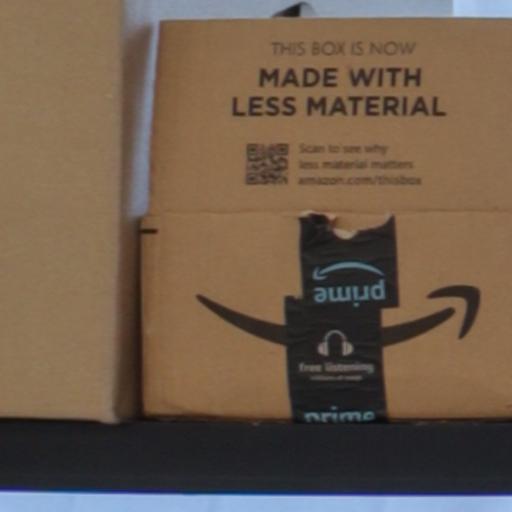 THIS BOX IS NOW
MADE WITH
LESS MATERIAL
Scan to see why
less material matters
amazon.com/thisbox
prime
free listening
prime